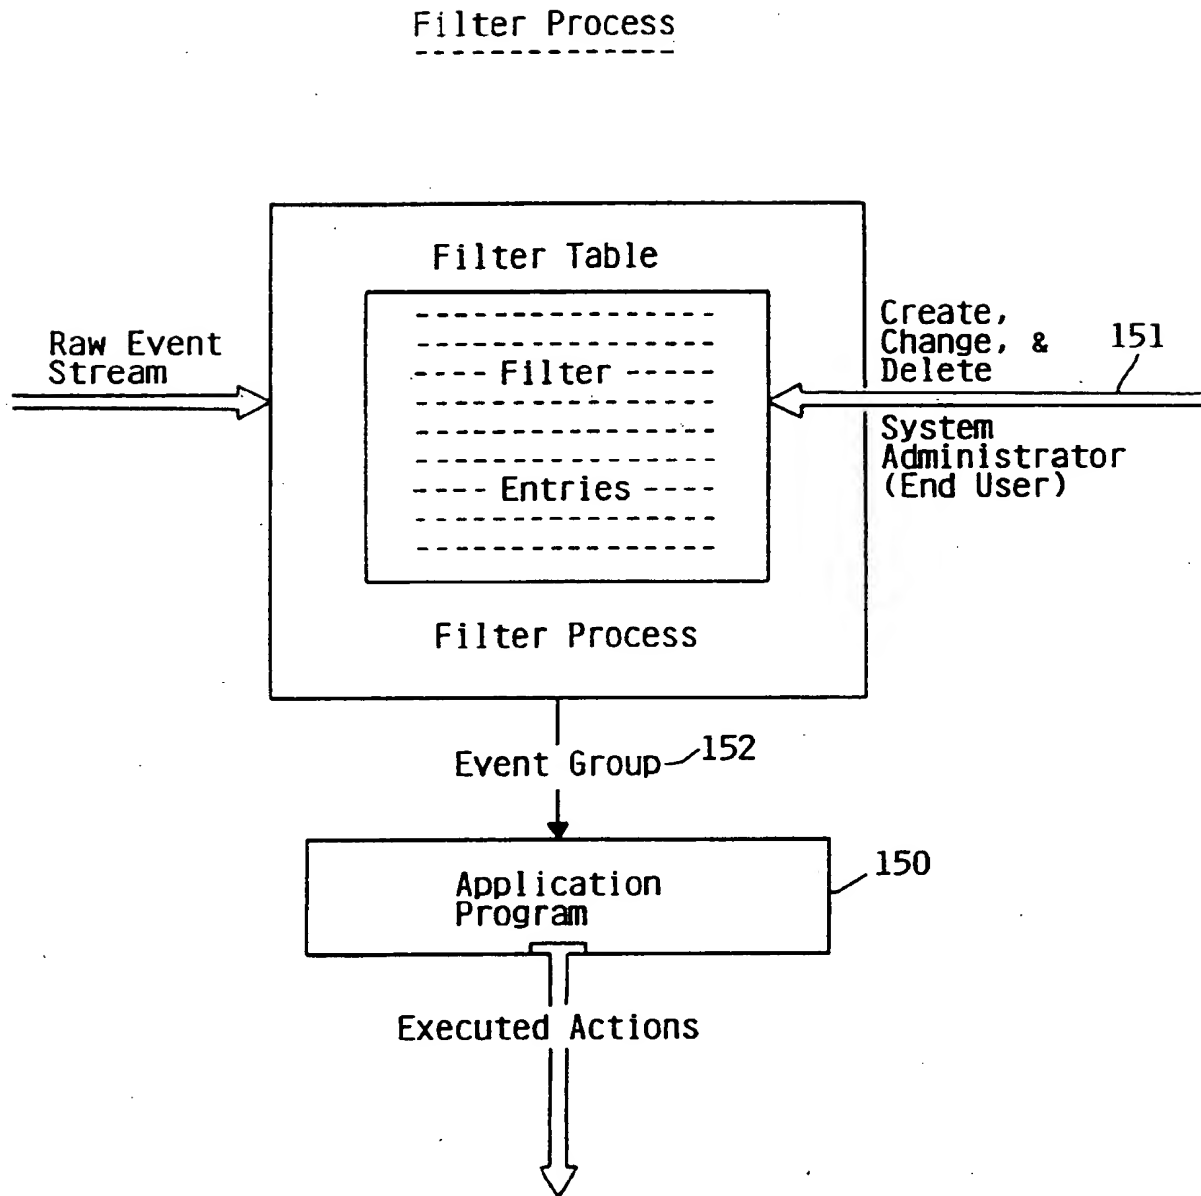 Filter Process
Filter Table
Raw Event
Stream
---- Filter -----
---- Entries ----
Create,
Change, &
Delete
151
System
Administrator
(End User)
Filter Process
Event Group
152
Application
Program
150
Executed Actions